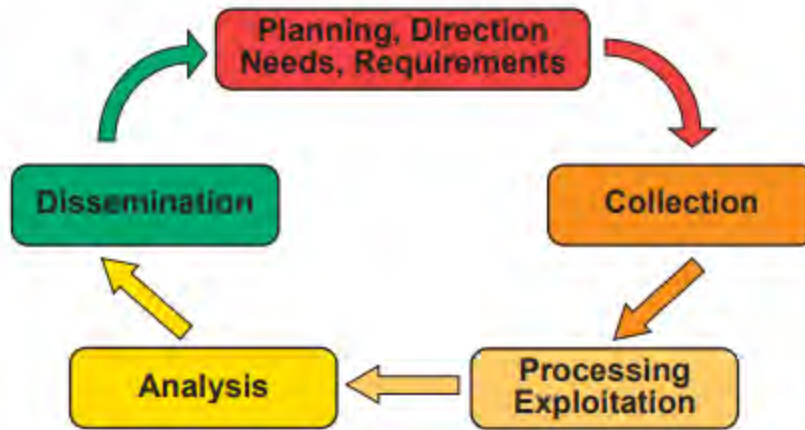 Planning, Direction
Needs, Requirements
Collection
Processing
Exploitation
Analysis
Dissemination